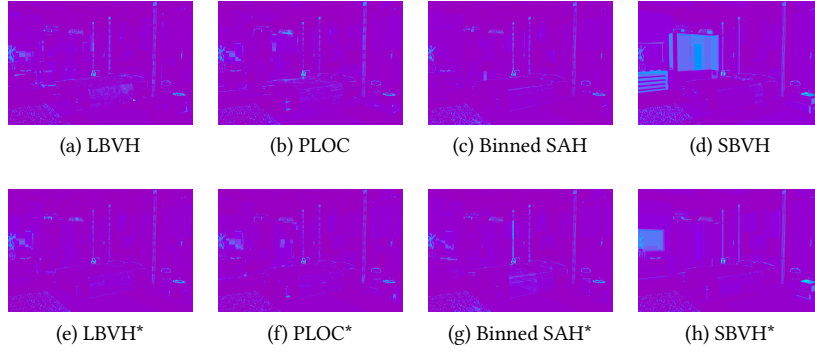 (a) LBVH
(b) PLOC
(c) Binned SAH
(d) SBVH
(e) LBVH*
(f) PLOC*
(g) Binned SAH*
(h) SBVH*